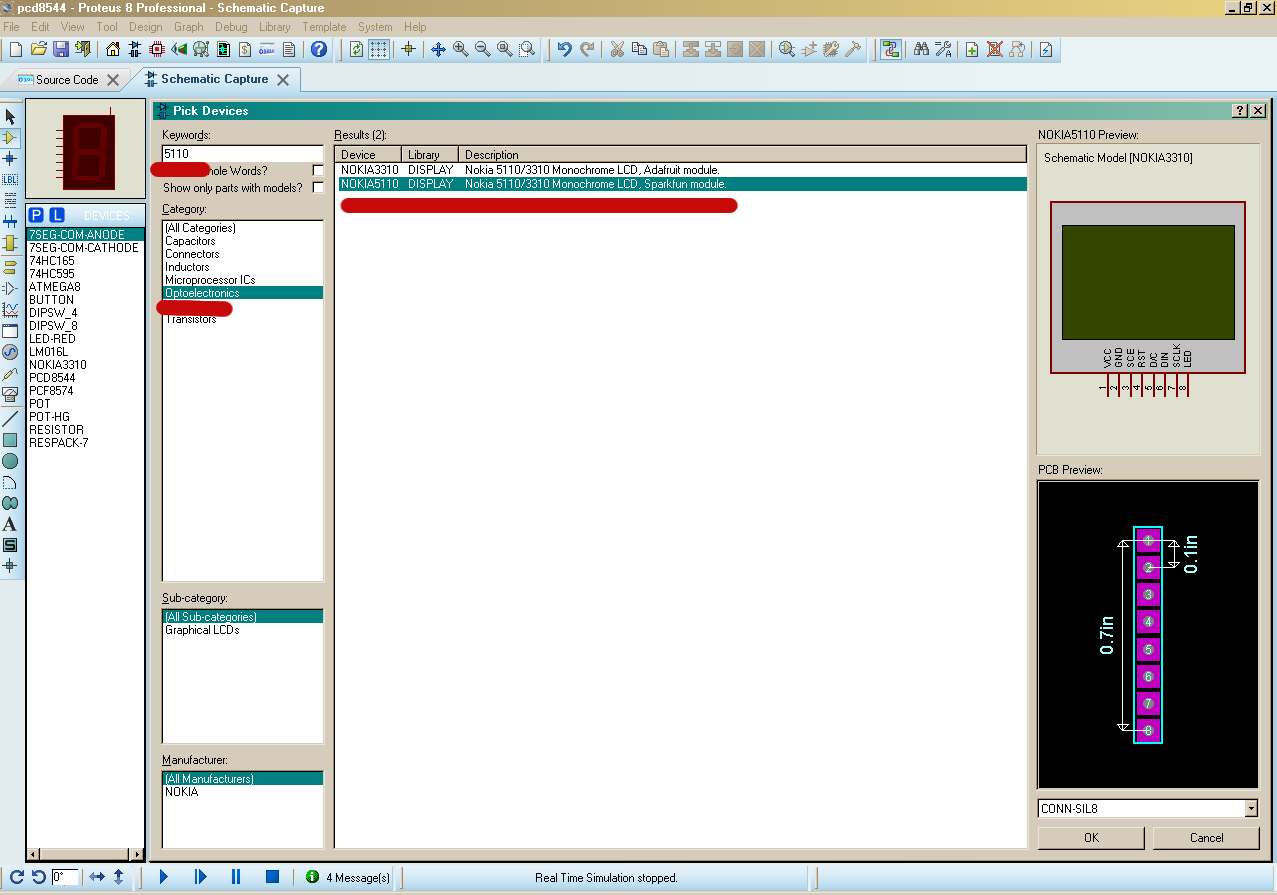 pcd8544 - Proteus 8 Professional - Schematic Capture
File Edit View Tool Graph Design Debug Library Template System Help
Source Code
Schematic Capture
Pick Devices
Keywords:
5110
hole Words?
Show only parts with models?
Category:
(All Categories)
Capacitors
Connectors
Inductors
Microprocessor ICs
Optoelectronics
Transistors
Sub-category:
(All Sub-categories)
Graphical LCDs
Manufacturer:
(All Manufacturers)
NOKIA
Results (2):
Device Library Description
NOKIA3310 DISPLAY Nokia 5110/3310 Monochrome LCD, Adafruit module.
NOKIA5110 DISPLAY Nokia 5110/3310 Monochrome LCD, Sparkfun module.
NOKIA5110 Preview:
Schematic Model [NOKIA3310]
VCC
GND
SCE
RST
D/C
DIN
SCLK
LED
1
2
3
4
5
6
7
8
PCB Preview:
1
2
3
4
5
6
7
8
0.1in
0.7in
CONN-SIL8
OK
Cancel
P L DEVICES
7SEG-COM-ANODE
7SEG-COM-CATHODE
74HC165
74HC595
ATMEGA8
BUTTON
DIPSW_4
DIPSW_8
LED-RED
LM016L
NOKIA3310
PCD8544
PCF8574
POT
POT-HG
RESISTOR
RESPACK-7
LBL
A
S
0°
4 Message(s)
Real Time Simulation stopped.